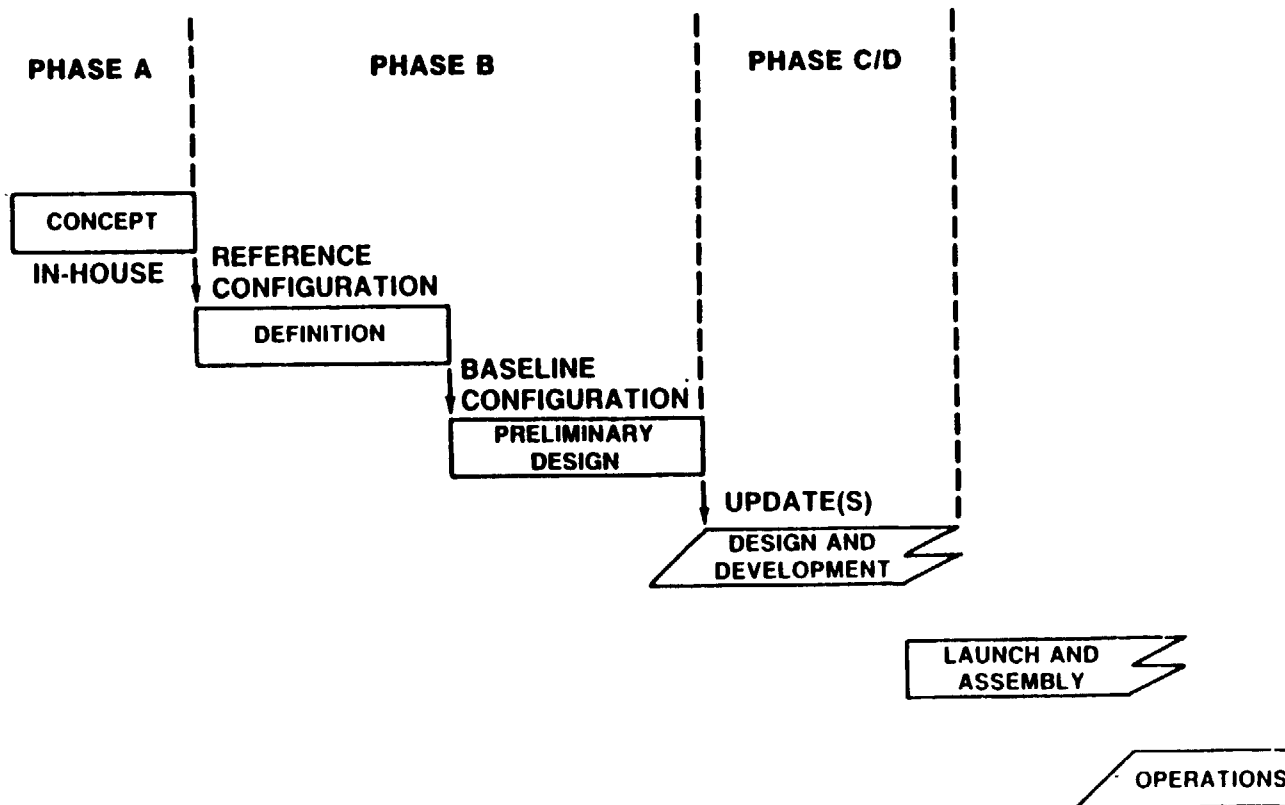 PHASE A
PHASE B
PHASE C/D
CONCEPT
IN-HOUSE
REFERENCE
CONFIGURATION
DEFINITION
BASELINE
CONFIGURATION
PRELIMINARY
DESIGN
UPDATE(S)
DESIGN AND
DEVELOPMENT
LAUNCH AND
ASSEMBLY
OPERATIONS